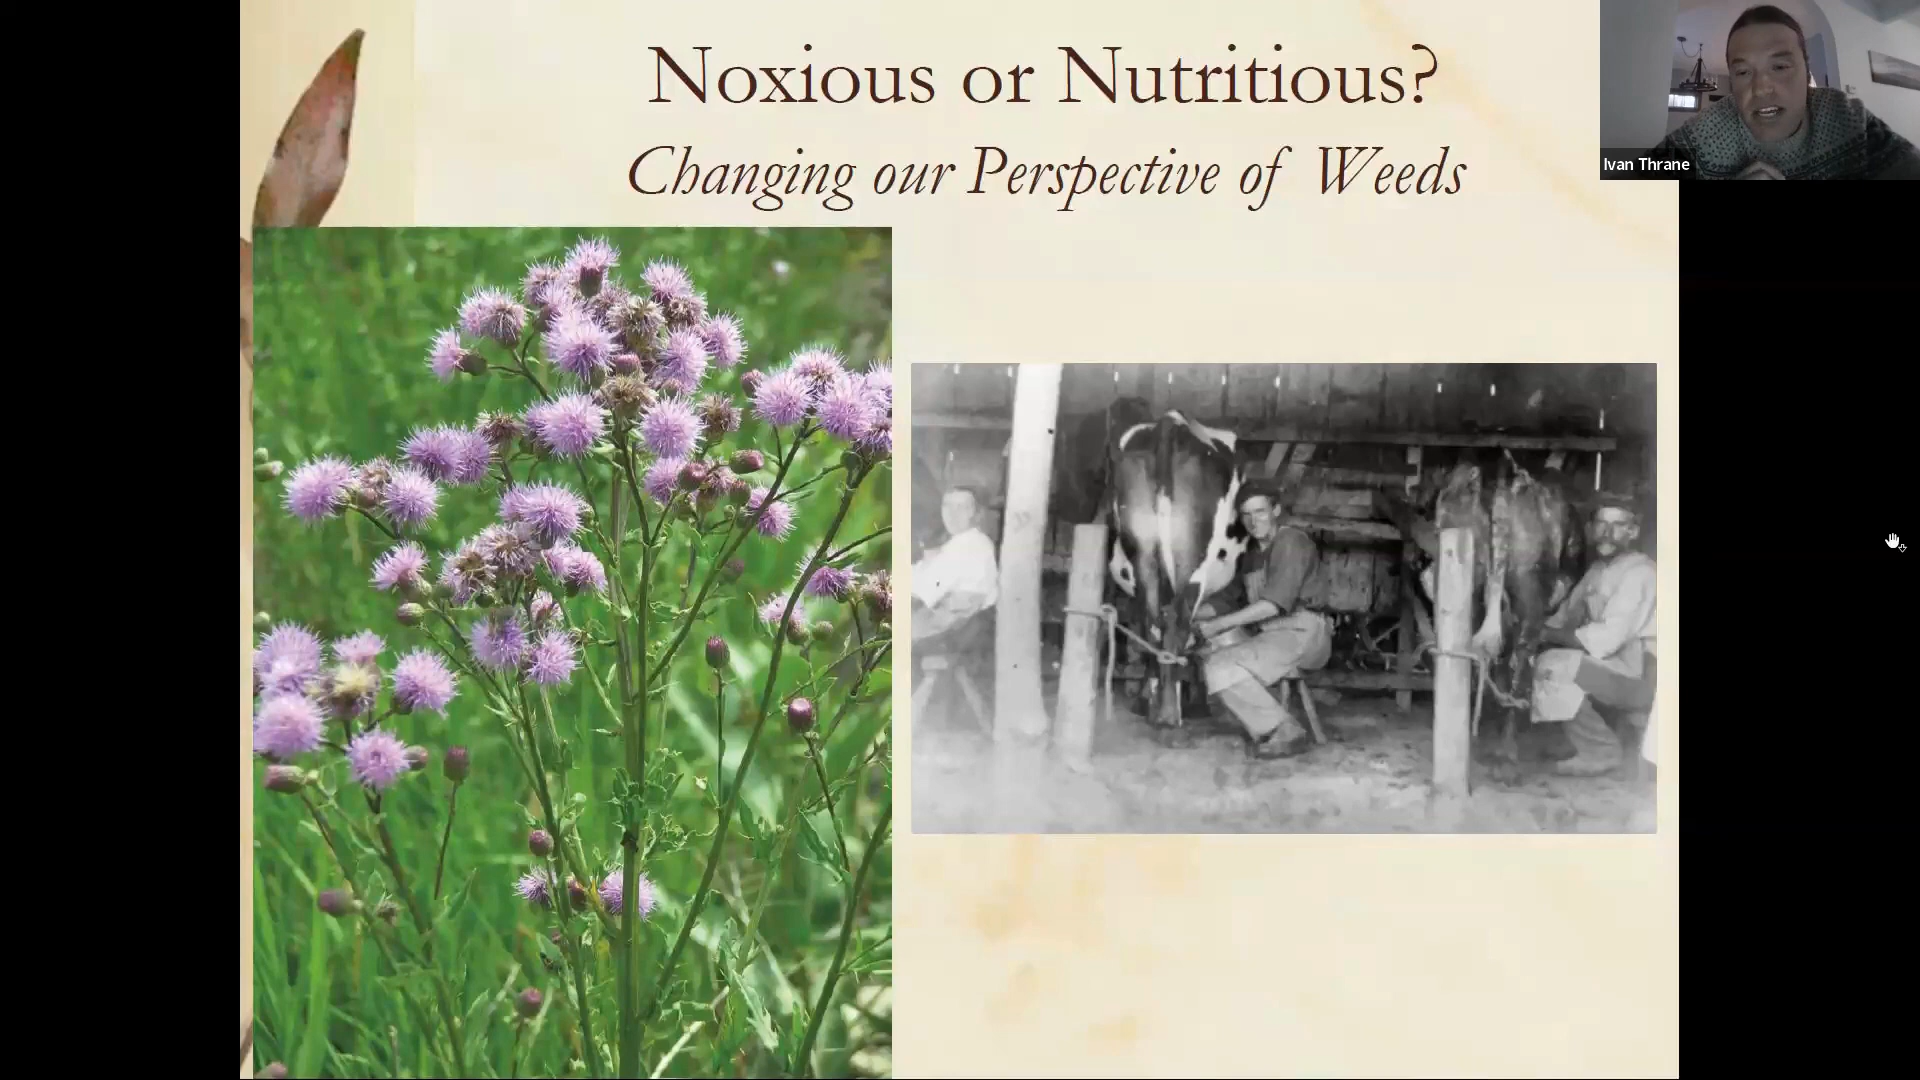 Noxious or Nutritious?
Changing our Perspective of Weeds
Ivan Thrane